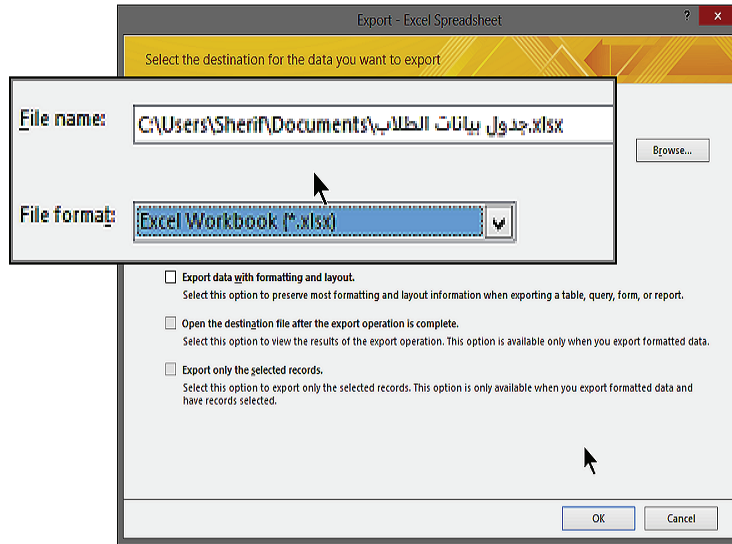 Export - Excel Spreadsheet
?
Select the destination for the data you want to export
File name:
C:\Users\Sherif\Documents\جدول بيانات الطلاب.xlsx
Browse...
File format:
Excel Workbook (*.xlsx)
Export data with formatting and layout.
Select this option to preserve most formatting and layout information when exporting a table, query, form, or report.
Open the destination file after the export operation is complete.
Select this option to view the results of the export operation. This option is available only when you export formatted data.
Export only the selected records.
Select this option to export only the selected records. This option is only available when you export formatted data and
have records selected.
OK
Cancel